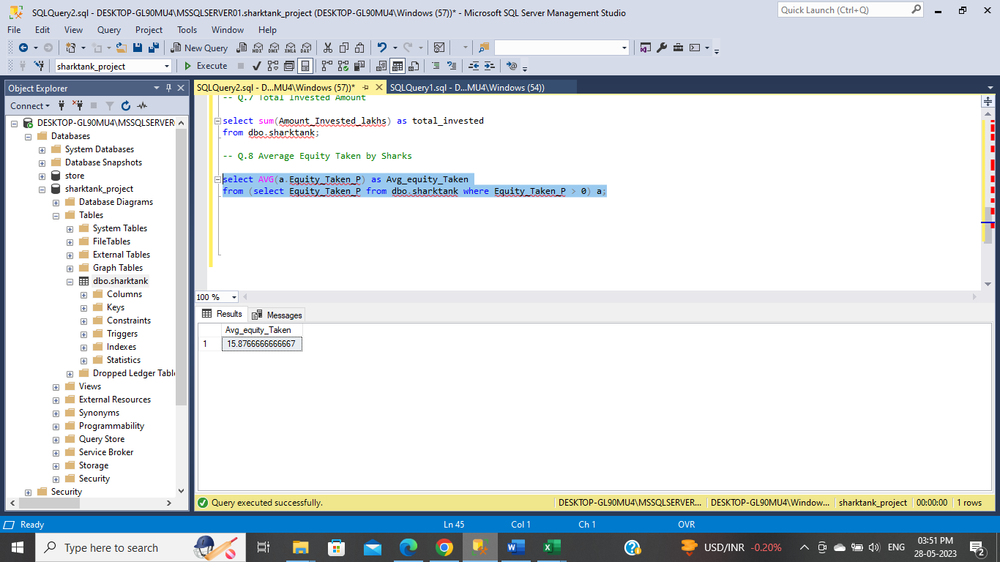 SQLQuery2.sql - DESKTOP-GL90MU4\MSSQLSERVER01.sharktank_project (DESKTOP-GL90MU4\Windows (57))* - Microsoft SQL Server Management Studio
Quick Launch (Ctrl+Q)
File Edit View Query Project Tools Window Help
New Query MDX DMX XMLA DAX
sharktank_project Execute
Object Explorer
SQLQuery2.sql - D...MU4\Windows (57))* SQLQuery1.sql - D...MU4\Windows (54))
Connect
DESKTOP-GL90MU4\MSSQLSERVER
Databases
System Databases
Database Snapshots
store
sharktank_project
Database Diagrams
Tables
System Tables
FileTables
External Tables
Graph Tables
dbo.sharktank
Columns
Keys
Constraints
Triggers
Indexes
Statistics
Dropped Ledger Table
Views
External Resources
Synonyms
Programmability
Query Store
Service Broker
Storage
Security
Security
-- Q.7 Total Invested Amount
select sum(Amount_Invested_lakhs) as total_invested
from dbo.sharktank;
-- Q.8 Average Equity Taken by Sharks
select AVG(a.Equity_Taken_P) as Avg_equity_Taken
from (select Equity_Taken_P from dbo.sharktank where Equity_Taken_P > 0) a;
100 %
Results Messages
Avg_equity_Taken
1 15.8766666666667
Query executed successfully. DESKTOP-GL90MU4\MSSQLSERVER... DESKTOP-GL90MU4\Window... sharktank_project 00:00:00 1 rows
Ready Ln 45 Col 1 Ch 1 OVR
Type here to search USD/INR -0.20% ENG 03:51 PM
28-05-2023 2